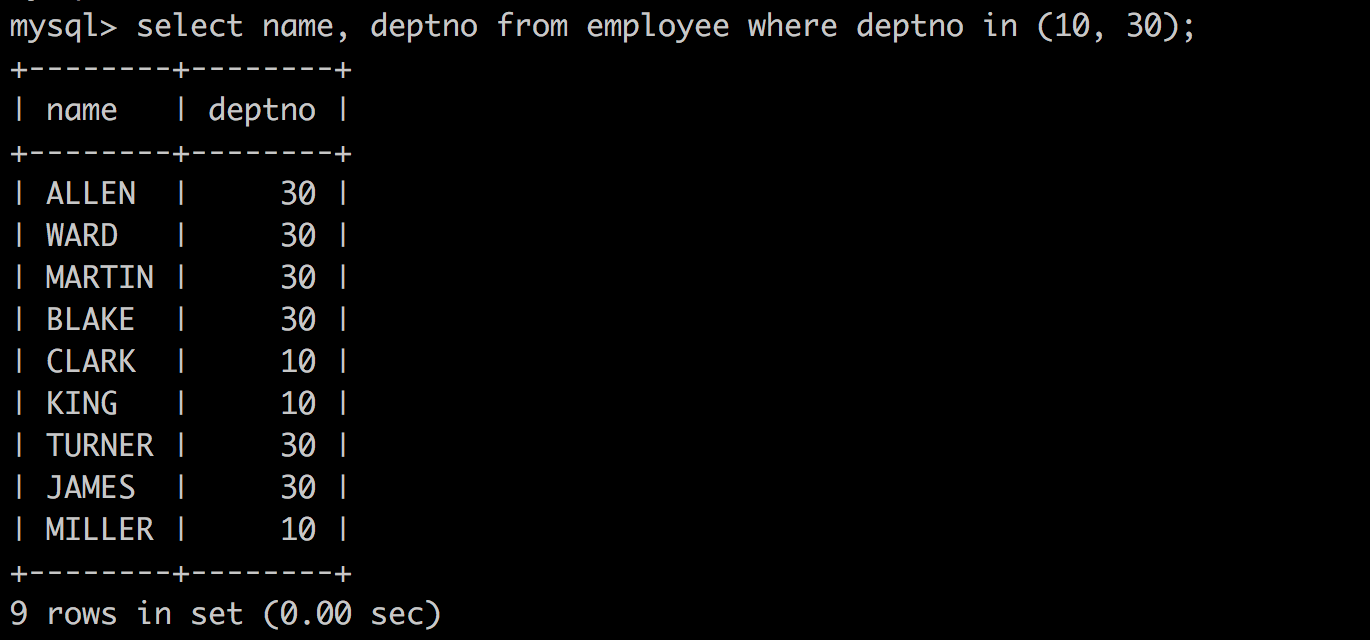 mysql> select name, deptno from employee where deptno in (10, 30);
+--------+--------+
| name   | deptno |
+--------+--------+
| ALLEN  |     30 |
| WARD   |     30 |
| MARTIN |     30 |
| BLAKE  |     30 |
| CLARK  |     10 |
| KING   |     10 |
| TURNER |     30 |
| JAMES  |     30 |
| MILLER |     10 |
+--------+--------+
9 rows in set (0.00 sec)